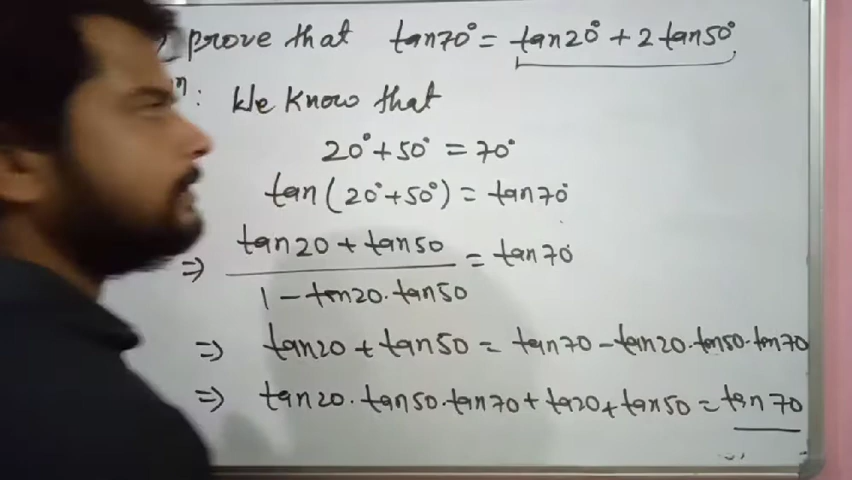 prove that tan70° = tan20° + 2 tan50°
n: We know that
20° + 50° = 70°
tan(20° + 50°) = tan70°
⇒ tan20 + tan50 / 1 - tan20.tan50 = tan70°
⇒ tan20 + tan50 = tan70 - tan20.tan50.tan70
⇒ tan20. tan50.tan70 + ta20 + tan50 = tan70